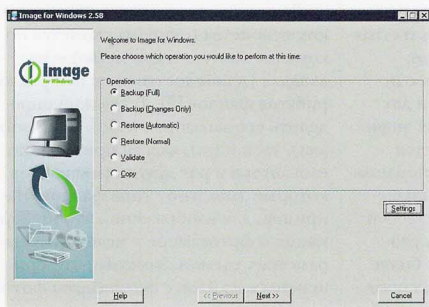 Image for Windows 2.58
Image
for Windows
Welcome to Image for Windows.
Please choose which operation you would like to perform at this time:
Operation
Backup (Full)
Backup (Changes Only)
Restore (Automatic)
Restore (Normal)
Validate
Copy
Settings
Help
<< Previous
Next >>
Cancel